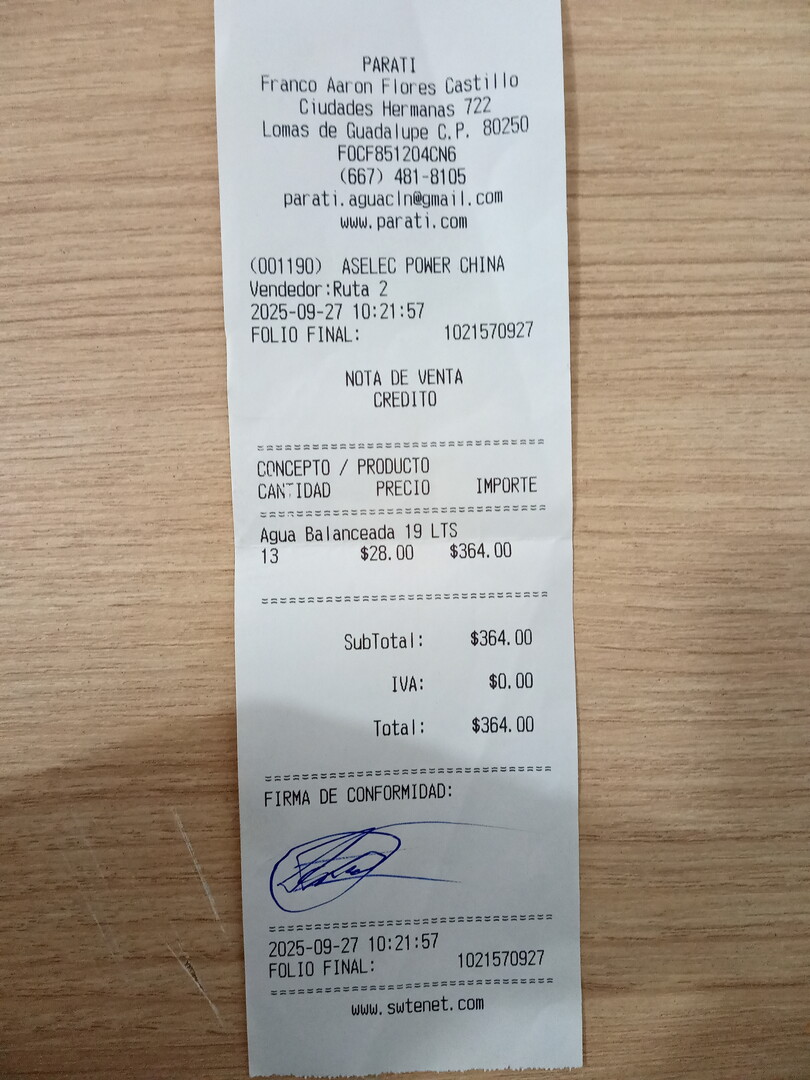 PARATI
Franco Aaron Flores Castillo
Ciudades Hermanas 722
Lomas de Guadalupe C.P. 80250
FOCF851204CN6
(667) 481-8105
parati.aguacln@gmail.com
www.parati.com
(001190) ASELEC POWER CHINA
Vendedor:Ruta 2
2025-09-27 10:21:57
FOLIO FINAL: 1021570927
NOTA DE VENTA
CREDITO
CONCEPTO / PRODUCTO
CANTIDAD PRECIO IMPORTE
Agua Balanceada 19 LTS
13 $28.00 $364.00
SubTotal: $364.00
IVA: $0.00
Total: $364.00
FIRMA DE CONFORMIDAD:
2025-09-27 10:21:57
FOLIO FINAL: 1021570927
www.swtenet.com